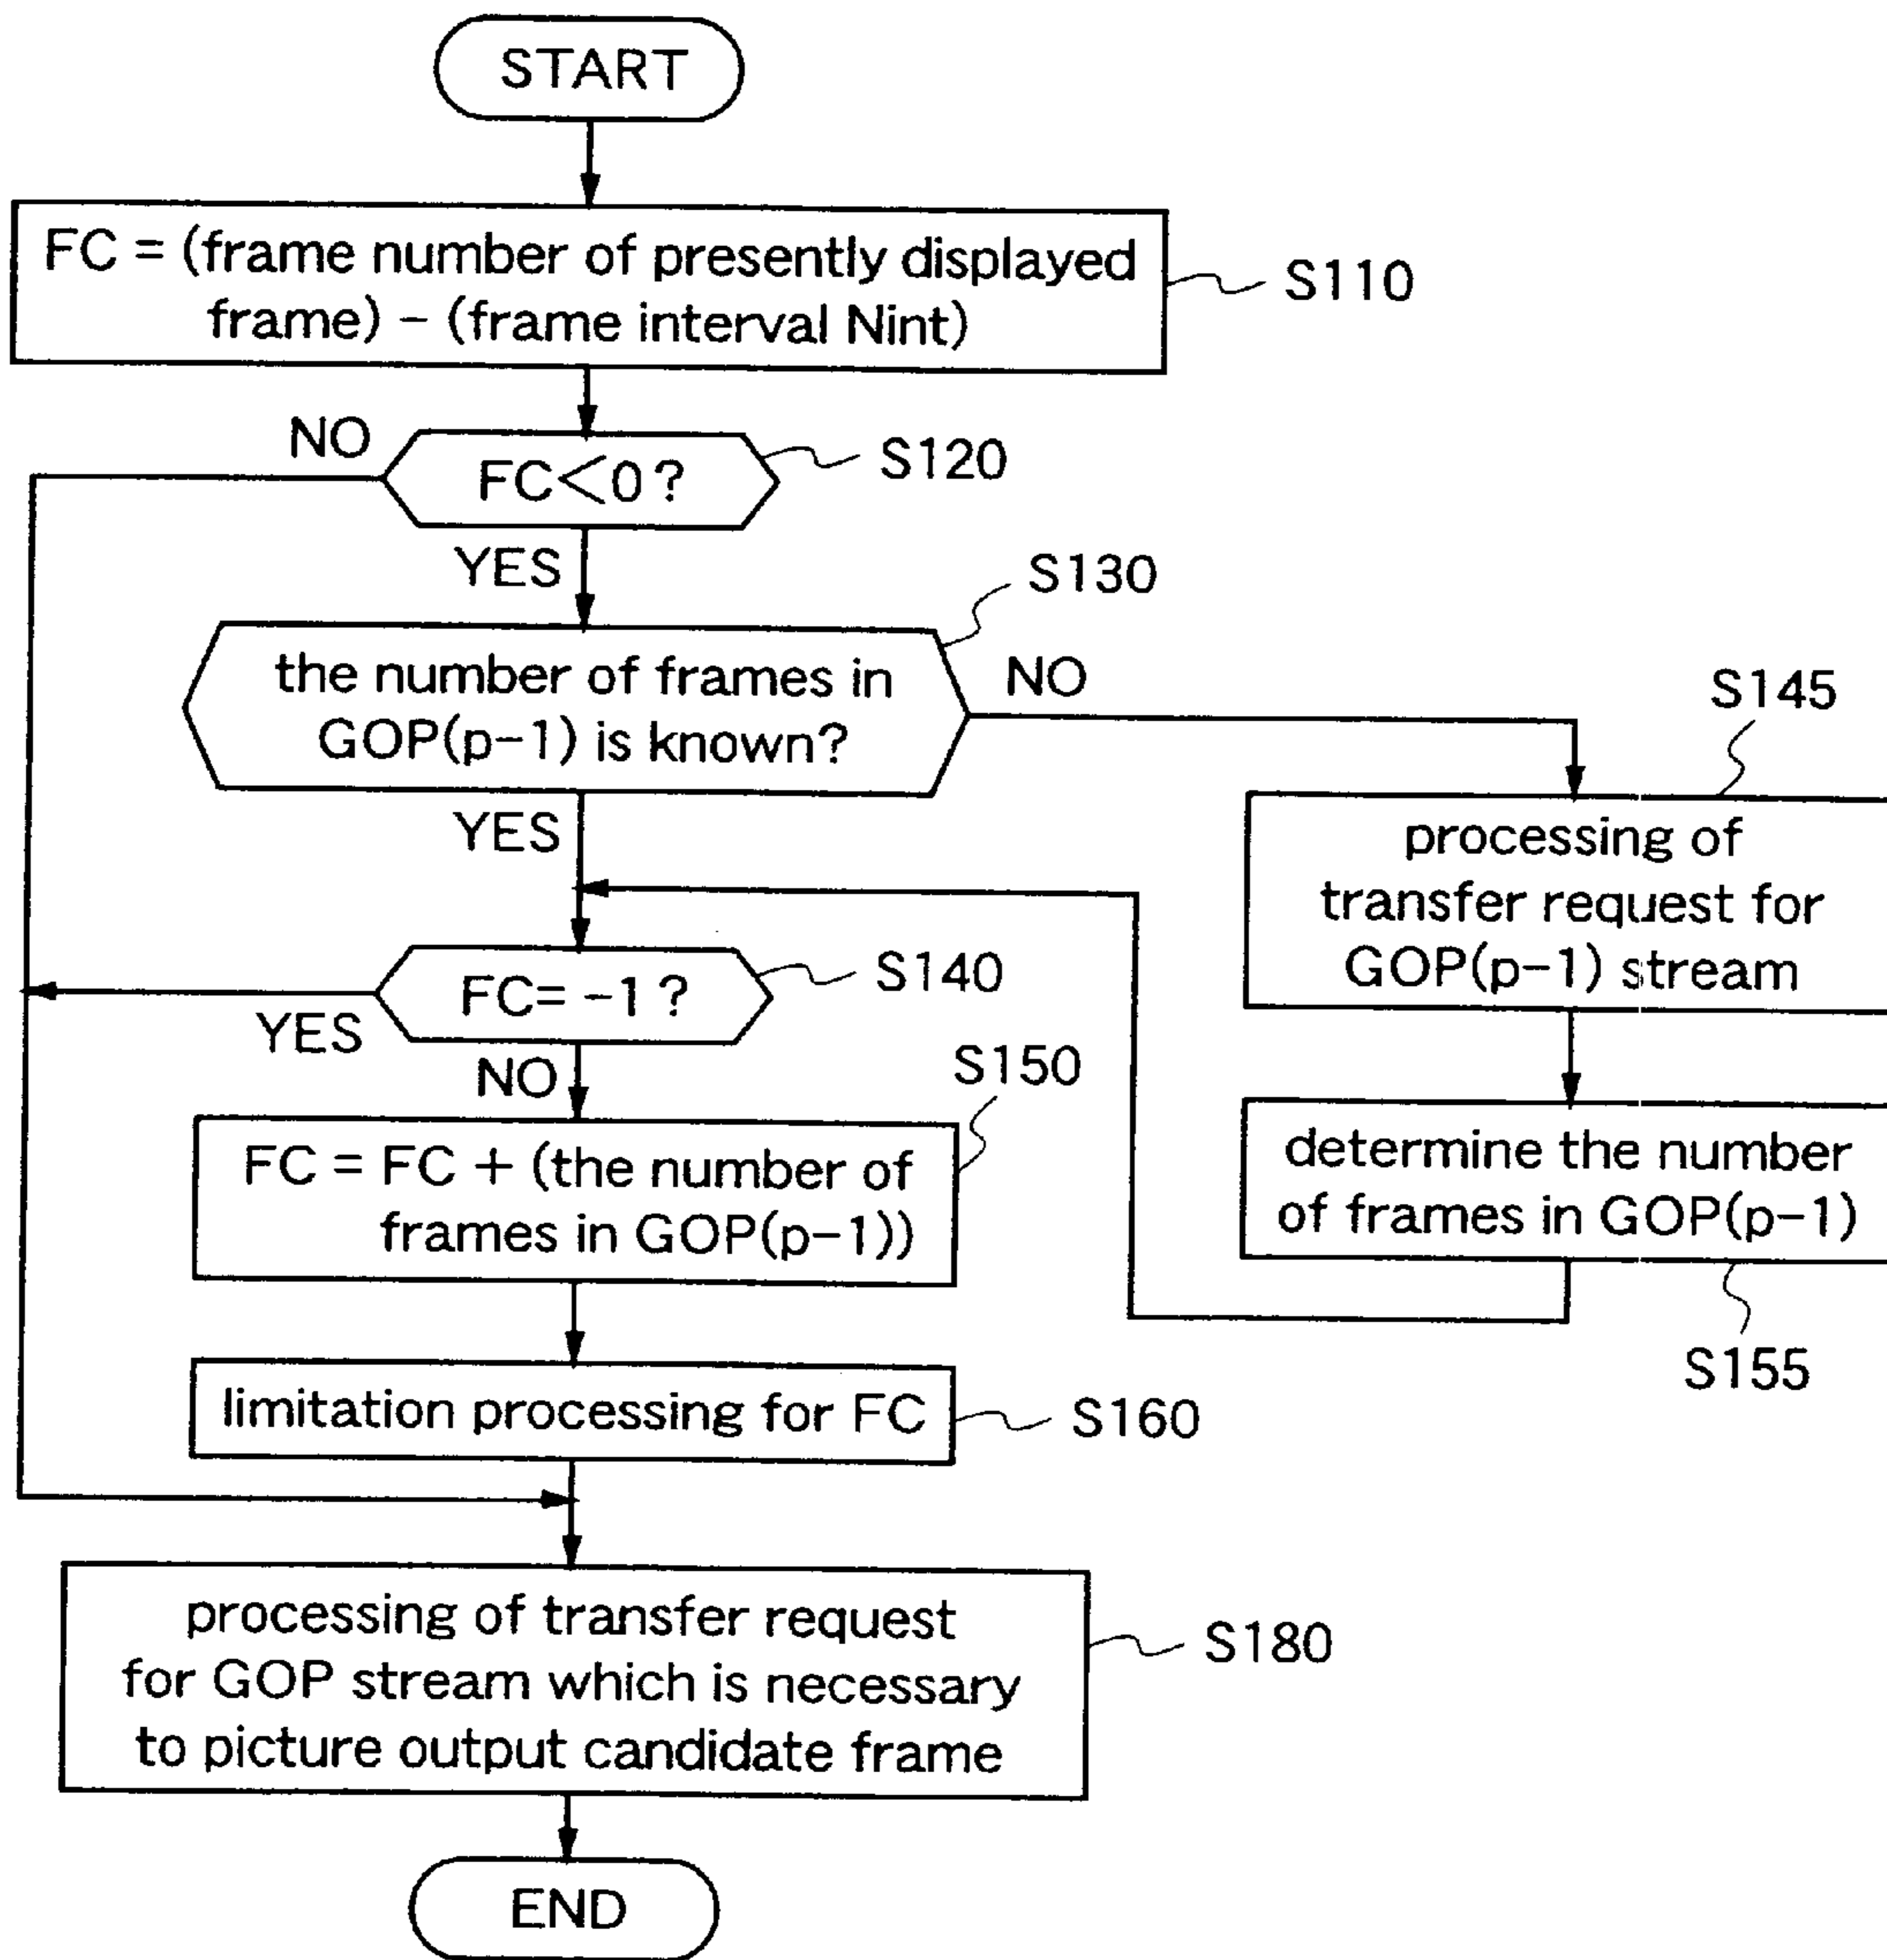 START
FC = (frame number of presently displayed
frame) - (frame interval Nint)
S110
NO
FC<0?
S120
YES
S130
the number of frames in
GOP(p-1) is known?
NO
S145
YES
processing of
transfer request for
GOP(p-1) stream
FC= -1?
S140
YES
NO
S150
FC = FC + (the number of
frames in GOP(p-1))
determine the number
of frames in GOP(p-1)
S155
limitation processing for FC
S160
processing of transfer request
for GOP stream which is necessary
to picture output candidate frame
S180
END